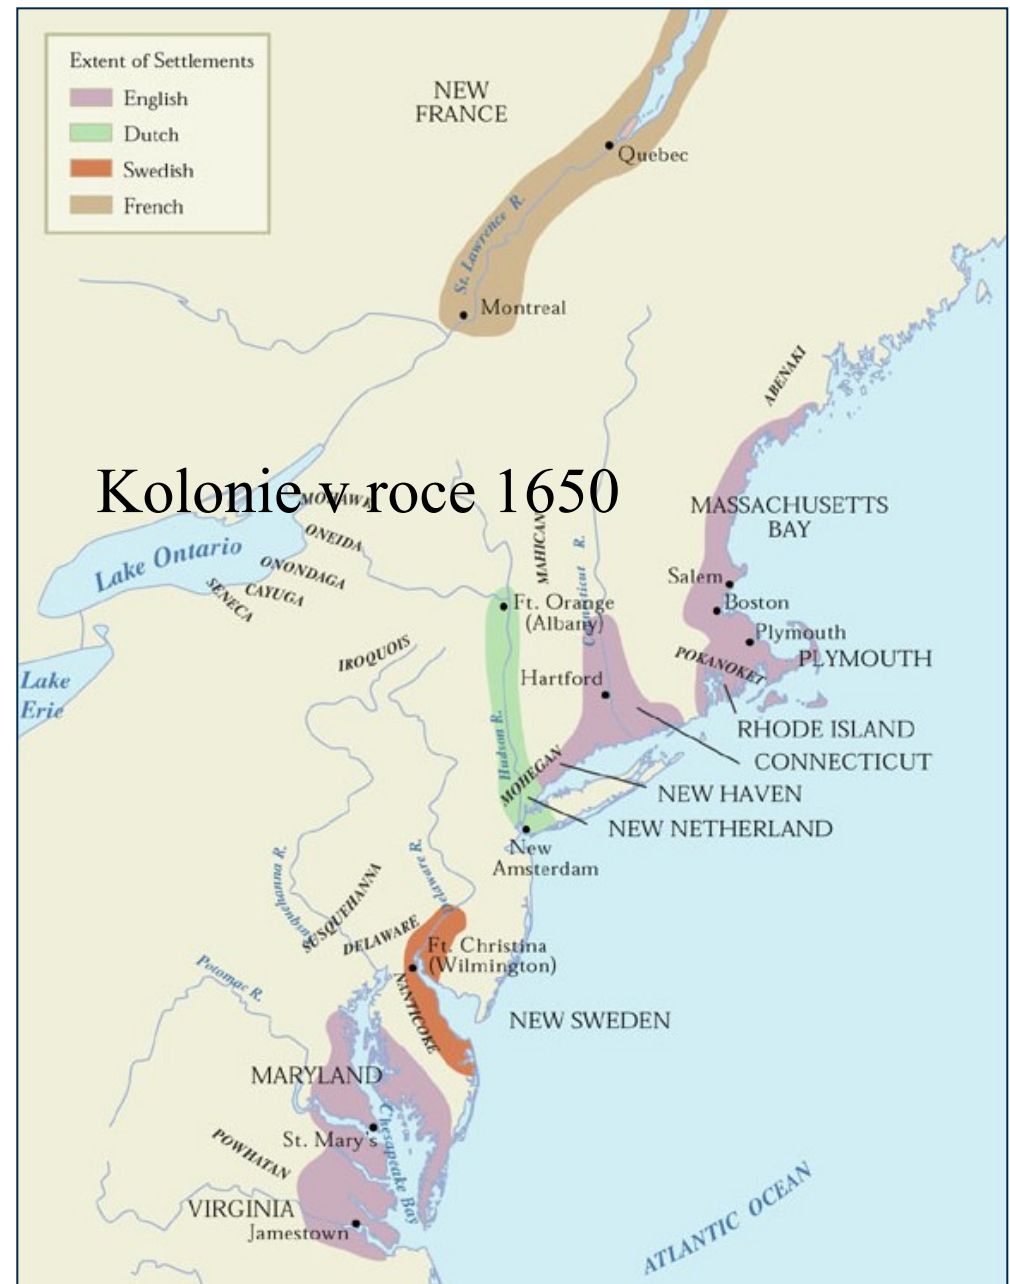 Extent of Settlements
English
Dutch
Swedish
French
NEW
FRANCE
Quebec
St. Lawrence R.
Montreal
ABENAKI
Kolonie v roce 1650
MOHAWK
MASSACHUSETTS
BAY
ONEIDA
MAHICAN
Connecticut R.
Lake Ontario
ONONDAGA
CAYUGA
SENECA
Salem
Ft. Orange
(Albany)
Boston
Plymouth
PLYMOUTH
POKANOKET
IROQUOIS
Lake
Erie
Hartford
Hudson R.
RHODE ISLAND
CONNECTICUT
MOHEGAN
NEW HAVEN
NEW NETHERLAND
New
Amsterdam
Susquehanna R.
Delaware R.
SUSQUEHANNA
DELAWARE
Ft. Christina
(Wilmington)
Potomac R.
NANTICOKE
NEW SWEDEN
MARYLAND
St. Mary's
Chesapeake Bay
POWHATAN
VIRGINIA
Jamestown
ATLANTIC OCEAN